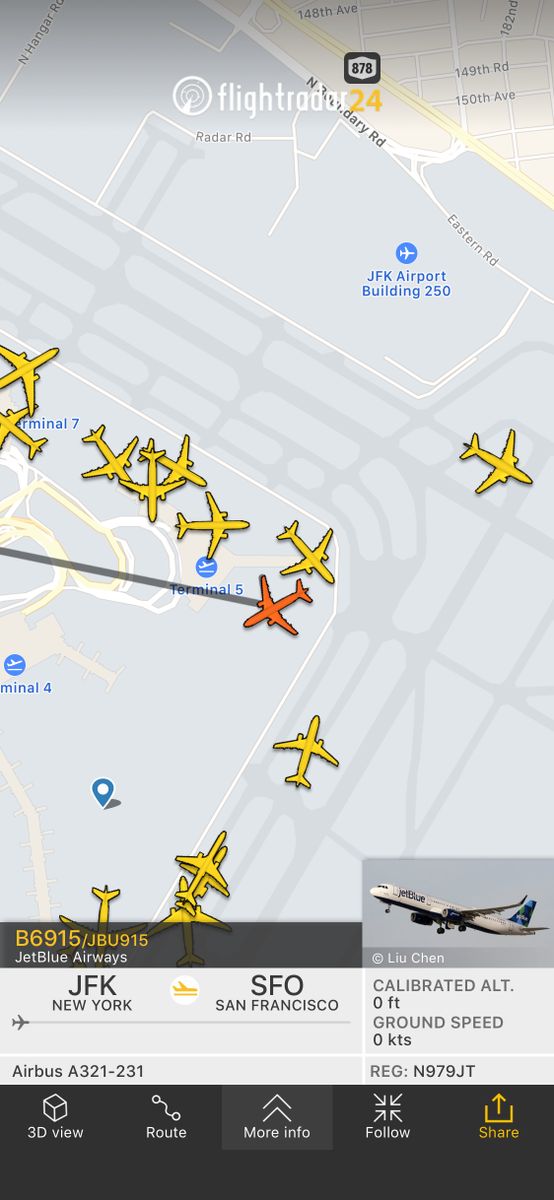 148th Ave
182nd
N Hangar Rd
878
149th Rd
flightradar24
N Boundary Rd
150th Ave
Radar Rd
Eastern Rd
JFK Airport
Building 250
rminal 7
Terminal 5
minal 4
jetBlue
B6915/JBU915
JetBlue Airways
© Liu Chen
JFK
NEW YORK
SFO
SAN FRANCISCO
CALIBRATED ALT.
0 ft
GROUND SPEED
0 kts
Airbus A321-231
REG: N979JT
3D view
Route
More info
Follow
Share